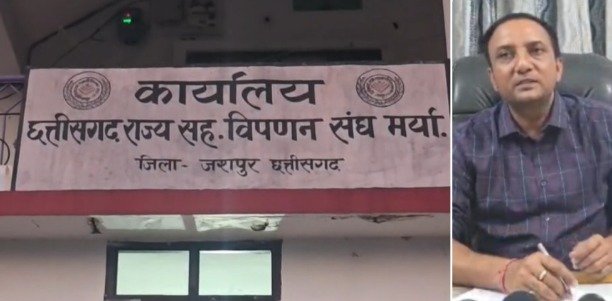 कार्यालय
छत्तीसगढ़ राज्य सह. विपणन संघ मर्या.
जिला- जशपुर छत्तीसगढ़